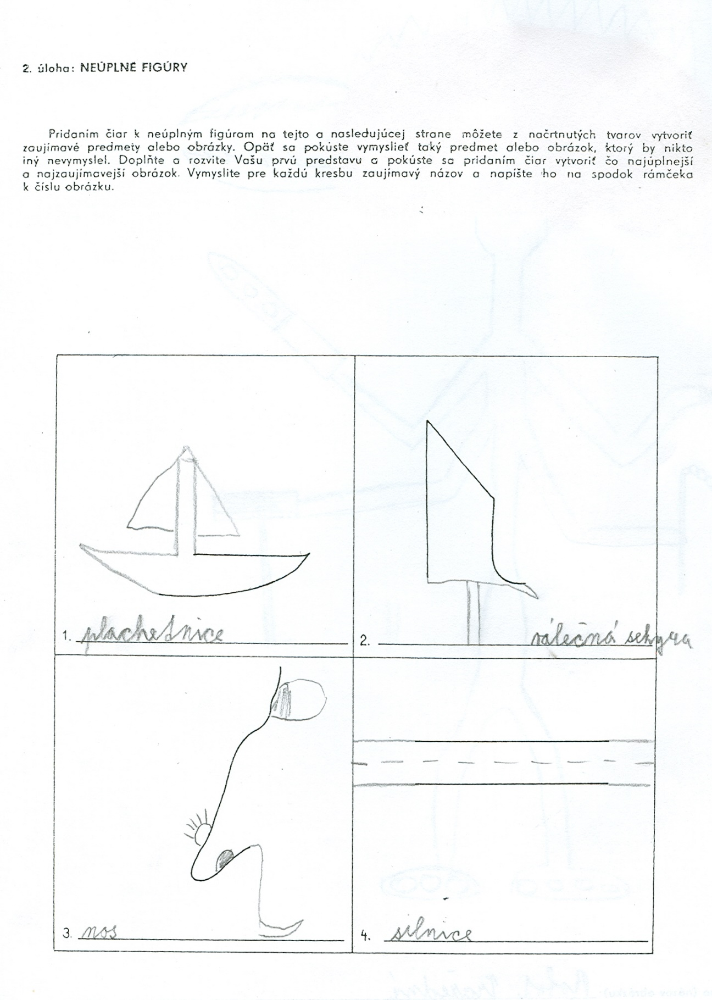 2. úloha: NEÚPLNÉ FIGÚRY
Pridaním čiar k neúplným figúram na tejto a nasledujúcej strane môžete z načrtnutých tvarov vytvoriť
zaujímavé predmety alebo obrázky. Opäť sa pokúste vymyslieť taký predmet alebo obrázok, ktorý by nikto
iný nevymyslel. Doplňte a rozvite Vašu prvú predstavu a pokúste sa pridaním čiar vytvoriť čo najúplnejší
a najzaujímavejší obrázok. Vymyslite pre každú kresbu zaujímavý názov a napíšte ho na spodok rámčeka
k číslu obrázku.
1. plachetnice
2. válečná sekyra
3. nos
4. silnice